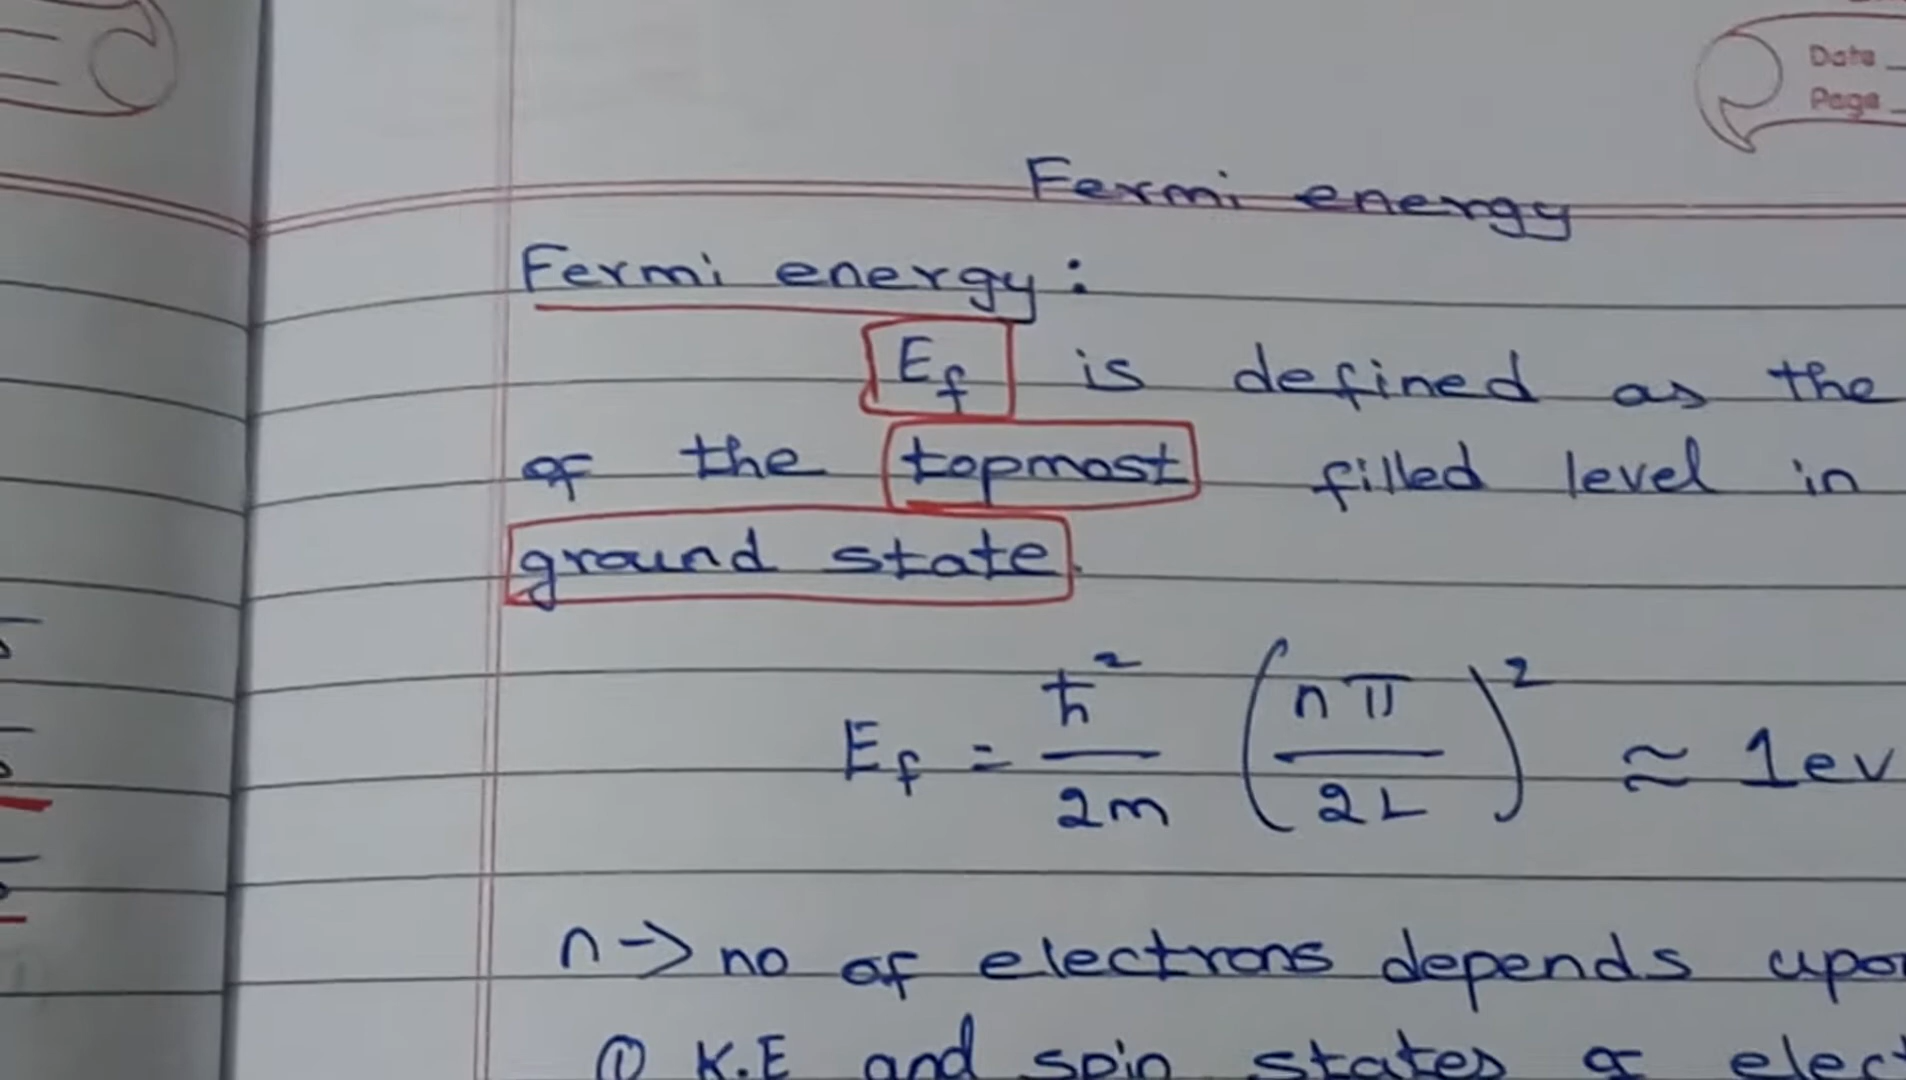 Date
Page
Fermi energy
Fermi energy:
Ef is defined as the
of the topmost filled level in
ground state.
Ef = ħ²/2m (nπ/2L)² ≈ 1ev
n → no of electrons depends upo
① K.E and spin states of elec